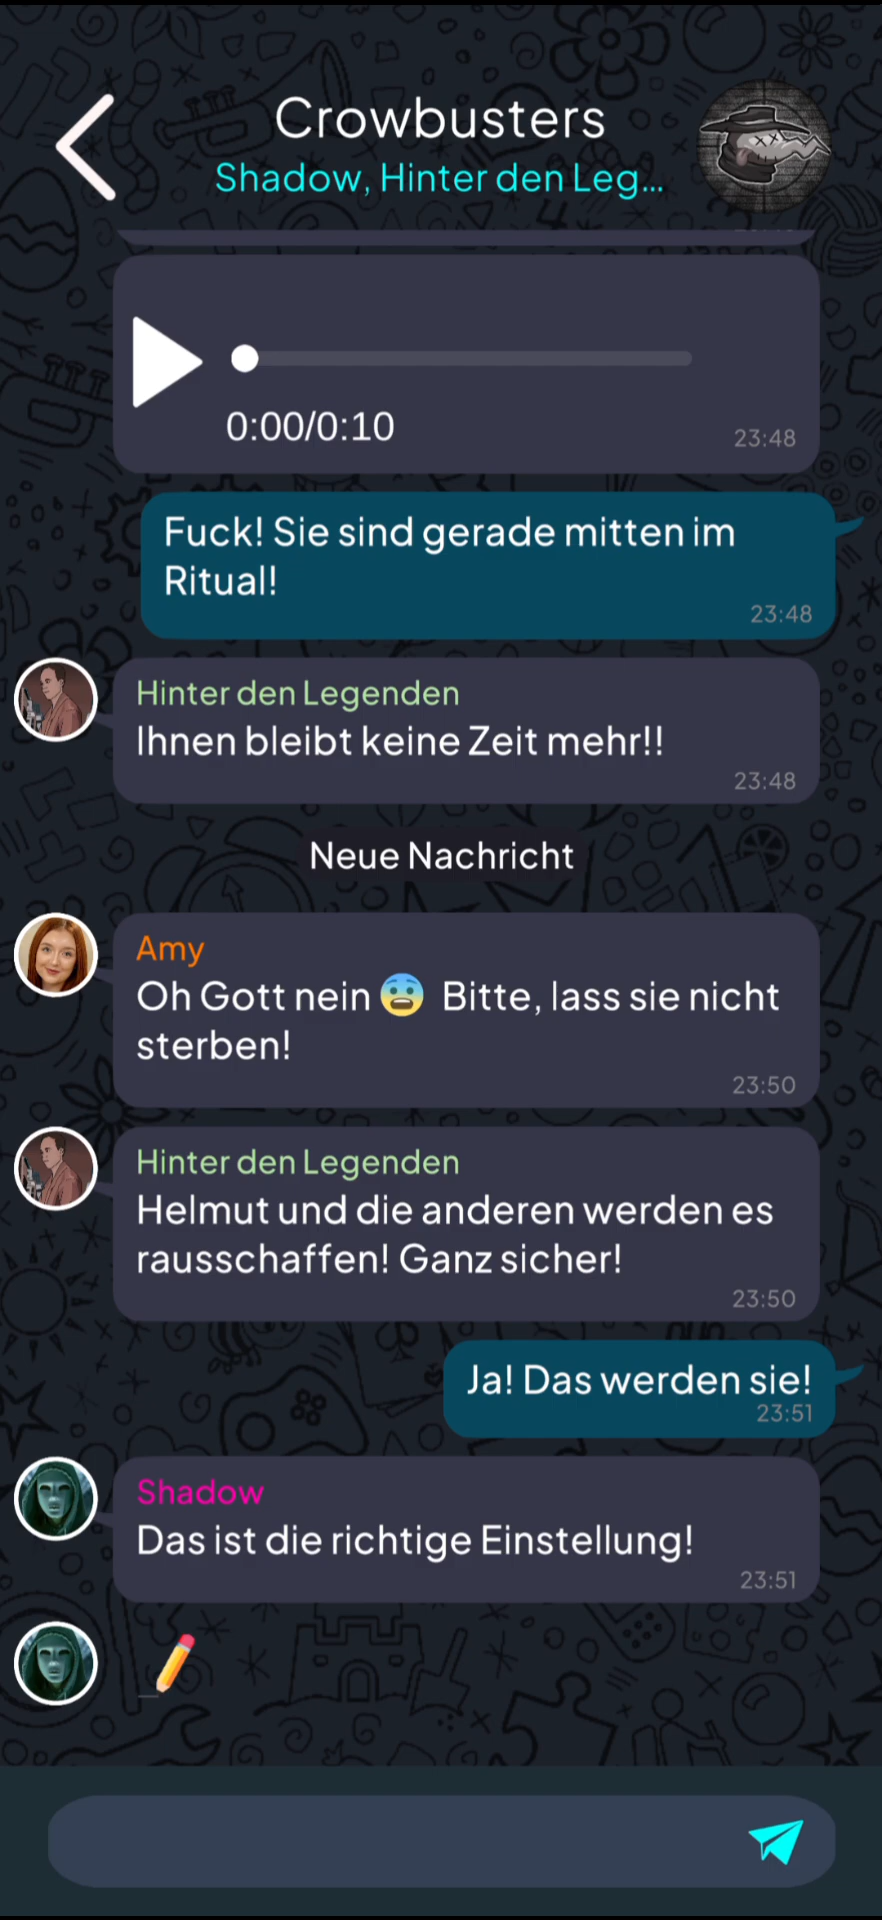 Crowbusters
Shadow, Hinter den Leg...
0:00/0:10
23:48
Fuck! Sie sind gerade mitten im
Ritual!
23:48
Hinter den Legenden
Ihnen bleibt keine Zeit mehr!!
23:48
Neue Nachricht
Amy
Oh Gott nein 😨 Bitte, lass sie nicht
sterben!
23:50
Hinter den Legenden
Helmut und die anderen werden es
rausschaffen! Ganz sicher!
23:50
Ja! Das werden sie!
23:51
Shadow
Das ist die richtige Einstellung!
23:51